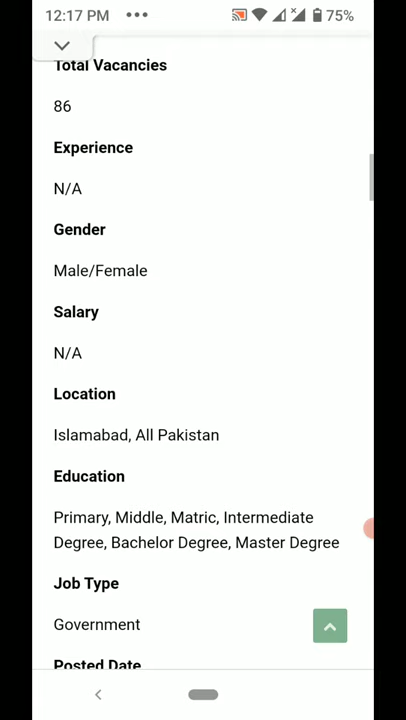 12:17 PM
75%
Total Vacancies
86
Experience
N/A
Gender
Male/Female
Salary
N/A
Location
Islamabad, All Pakistan
Education
Primary, Middle, Matric, Intermediate
Degree, Bachelor Degree, Master Degree
Job Type
Government
Posted Date